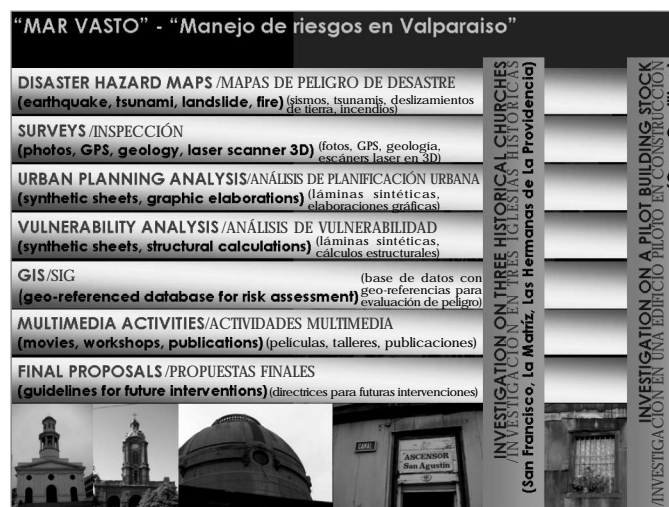 “MAR VASTO” - “Manejo de riesgos en Valparaiso”
DISASTER HAZARD MAPS /MAPAS DE PELIGRO DE DESASTRE
(earthquake, tsunami, landslide, fire) (sismos, tsunamis, deslizamientos
de tierra, incendios)
SURVEYS /INSPECCIÓN
(photos, GPS, geology, laser scanner 3D) (fotos, GPS, geologia,
escáners laser en 3D)
URBAN PLANNING ANALYSIS/ANÁLISIS DE PLANIFICACIÓN URBANA
(synthetic sheets, graphic elaborations) (láminas sintéticas,
elaboraciones gráficas)
VULNERABILITY ANALYSIS /ANÁLISIS DE VULNERABILIDAD
(synthetic sheets, structural calculations) (láminas sintéticas,
cálculos estructurales)
GIS/SIG
(geo-referenced database for risk assessment) (base de datos con
geo-referencias para
evaluación de peligro)
MULTIMEDIA ACTIVITIES/ACTIVIDADES MULTIMEDIA
(movies, workshops, publications) (películas, talleres, publicaciones)
FINAL PROPOSALS /PROPUESTAS FINALES
(guidelines for future interventions) (directrices para futuras intervenciones)
INVESTIGATION ON THREE HISTORICAL CHURCHES
/INVESTIGACIÓN EN TRES IGLESIAS HISTÓRICAS
(San Francisco, La Matríz, Las Hermanas de La Providencia)
INVESTIGATION ON A PILOT BUILDING STOCK
/INVESTIGACIÓN EN UNA EDIFICIO PHOTO EN CONSTRUCCIÓN
CANAL
ASCENSOR
San Agustin